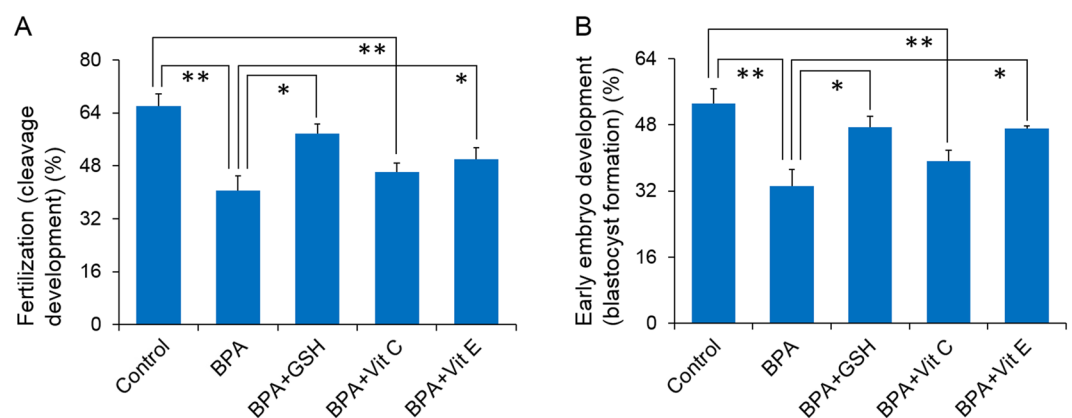 A
Fertilization (cleavage
development) (%)
80
64
48
32
16
0
**
**
*
*
Control
BPA
BPA+GSH
BPA+Vit C
BPA+Vit E
B
Early embryo development
(blastocyst formation) (%)
64
48
32
16
0
**
**
*
*
Control
BPA
BPA+GSH
BPA+Vit C
BPA+Vit E